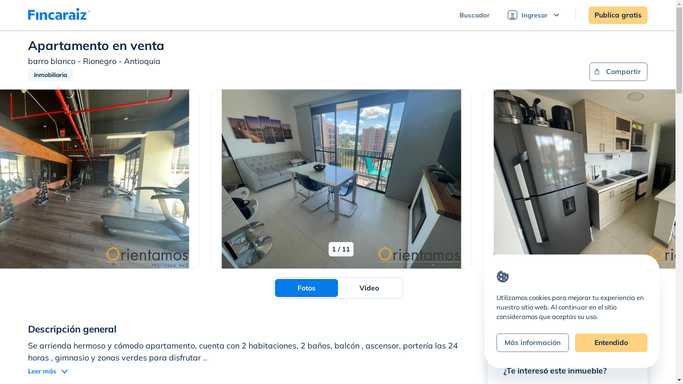 Fincaraiz
Buscador
Ingresar
Publica gratis
Apartamento en venta
barro blanco - Rionegro - Antioquia
Inmobiliaria
Compartir
Orientamos
1 / 11
Orientamos
Orientamos
Fotos
Video
Descripción general
Se arrienda hermoso y cómodo apartamento, cuenta con 2 habitaciones, 2 baños, balcón , ascensor, portería las 24
horas , gimnasio y zonas verdes para disfrutar ...
Leer más
Utilizamos cookies para mejorar tu experiencia en
nuestro sitio web. Al continuar en el sitio
consideramos que aceptas su uso.
Más información
Entendido
¿Te interesó este inmueble?